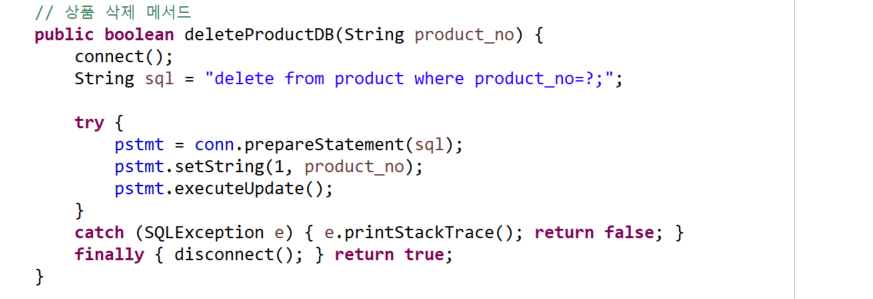 // 상품 삭제 메서드
public boolean deleteProductDB(String product_no) {
connect();
String sql = "delete from product where product_no=?;";
try {
pstmt = conn.prepareStatement(sql);
pstmt.setString(1, product_no);
pstmt.executeUpdate();
}
catch (SQLException e) { e.printStackTrace(); return false; }
finally { disconnect(); } return true;
}